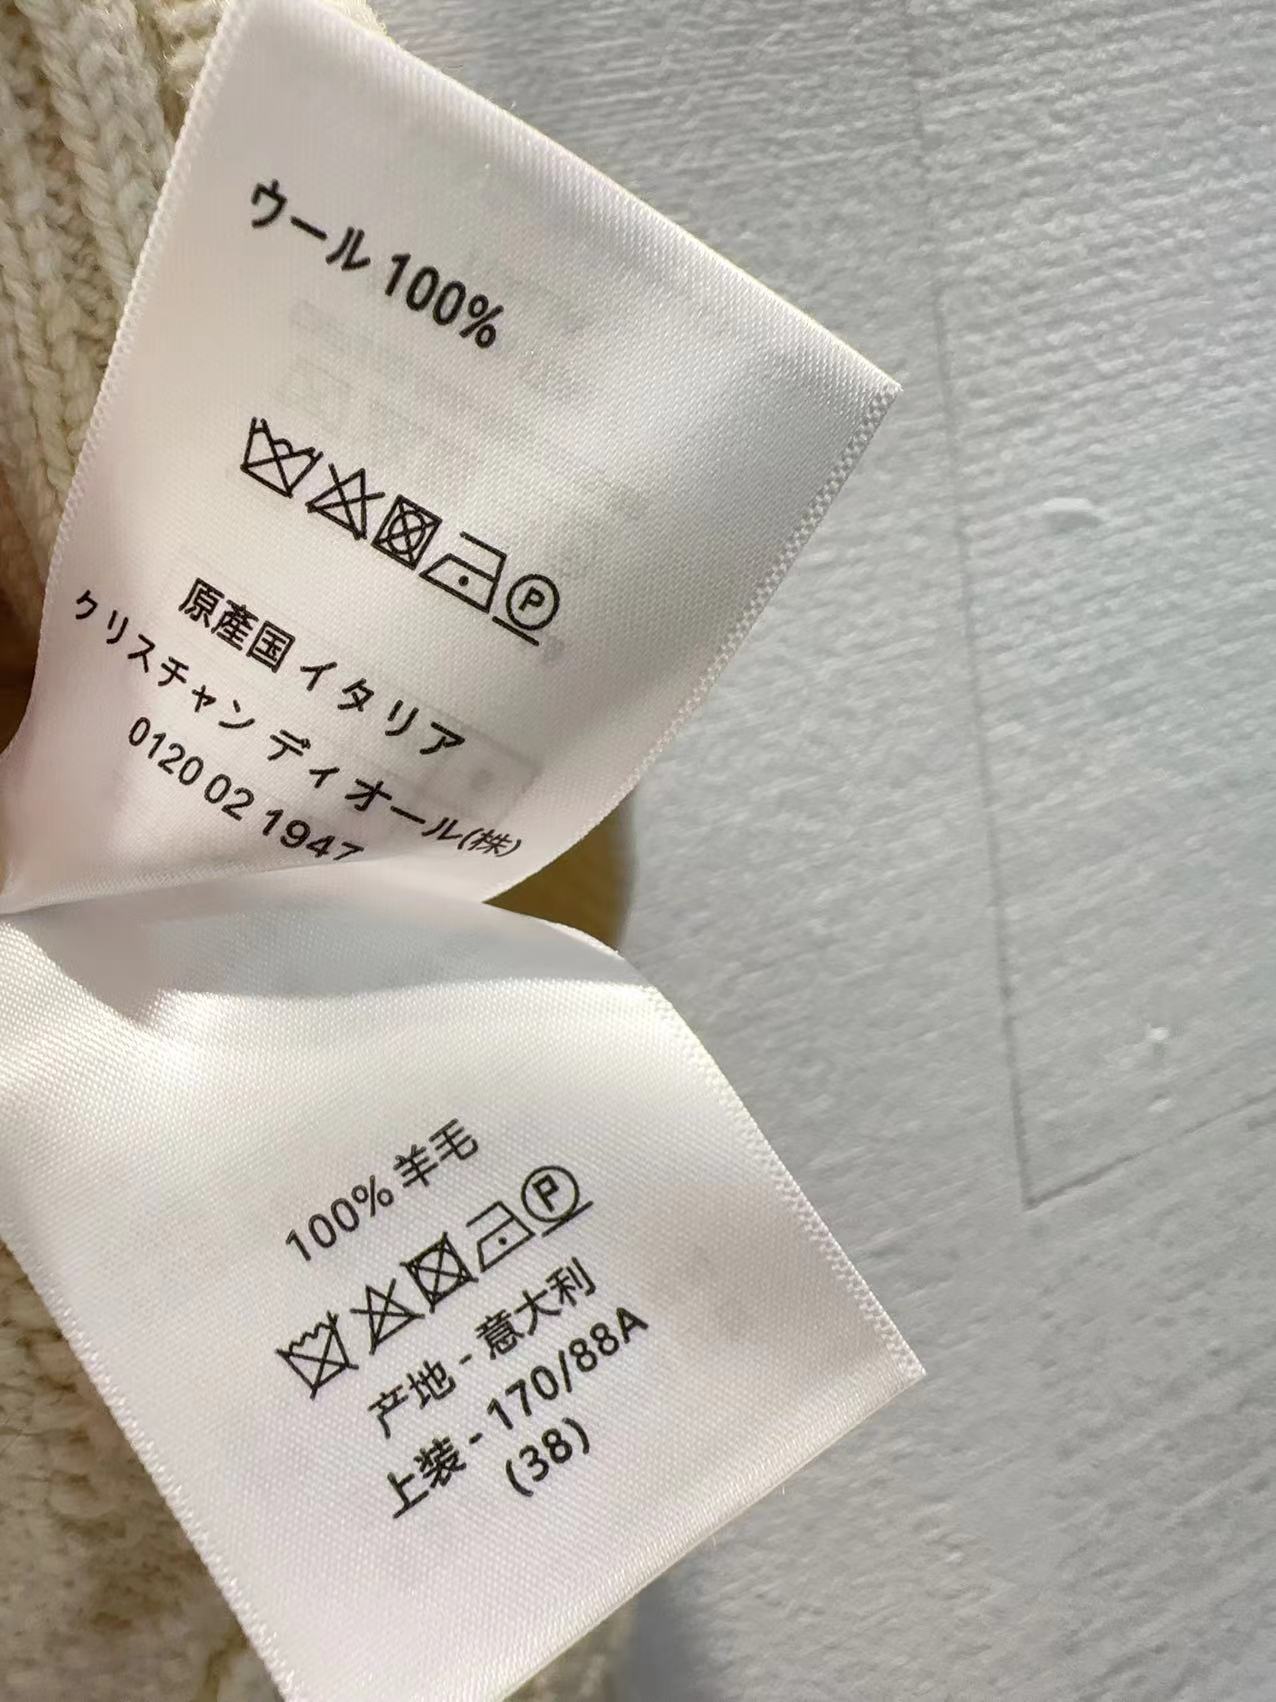 ウール 100%
P
原産国 イタリア
クリスチャン ディオール(株)
0120 02 1947
100% 羊毛
P
产地 - 意大利
上装 - 170/88A
(38)